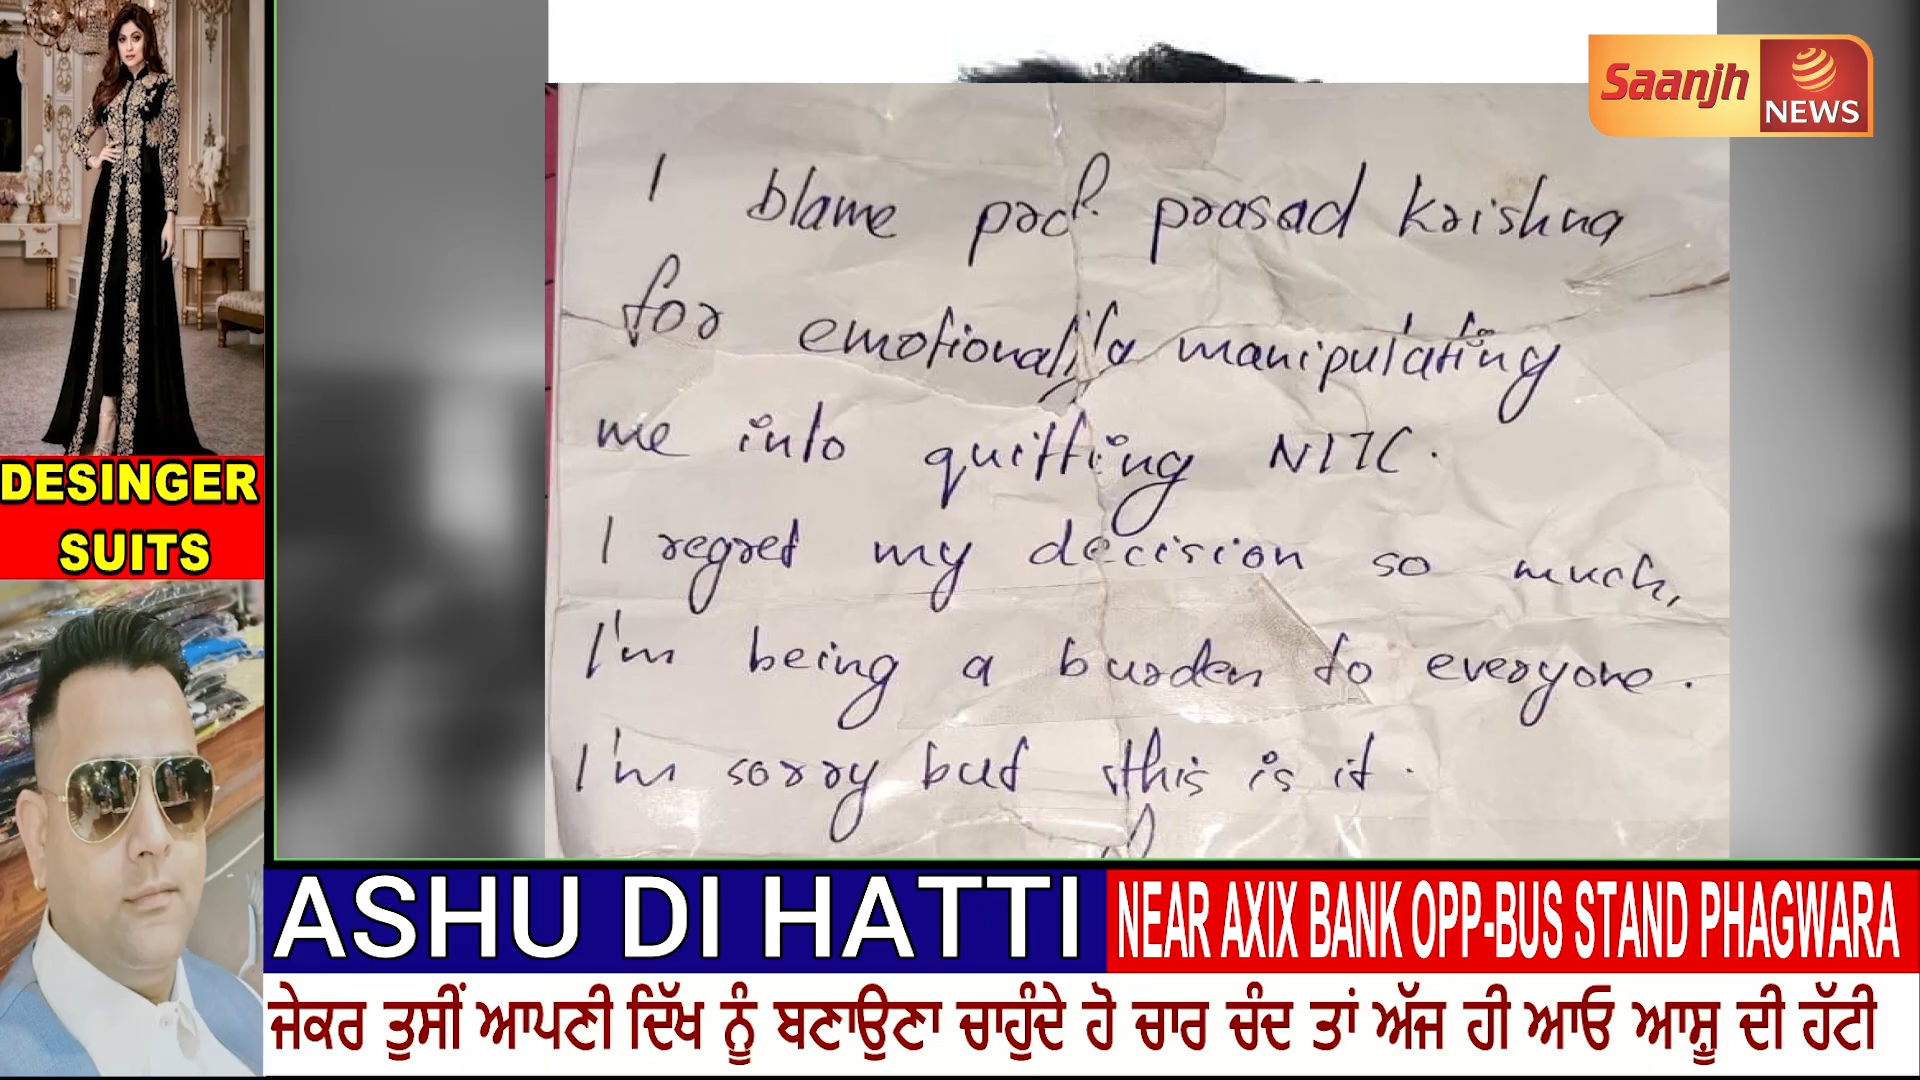 Saanjh
NEWS
I blame prof. prasad krishna
for emotionally manipulating
me into quitting NITC.
I regret my decision so much,
I'm being a burden to everyone.
I'm sorry but this is it.
DESINGER
SUITS
ASHU DI HATTI
NEAR AXIX BANK OPP-BUS STAND PHAGWARA
ਜੇਕਰ ਤੁਸੀਂ ਆਪਣੀ ਦਿੱਖ ਨੂੰ ਬਣਾਉਣਾ ਚਾਹੁੰਦੇ ਹੋ ਚਾਰ ਚੰਦ ਤਾਂ ਅੱਜ ਹੀ ਆਓ ਆਸ਼ੂ ਦੀ ਹੱਟੀ